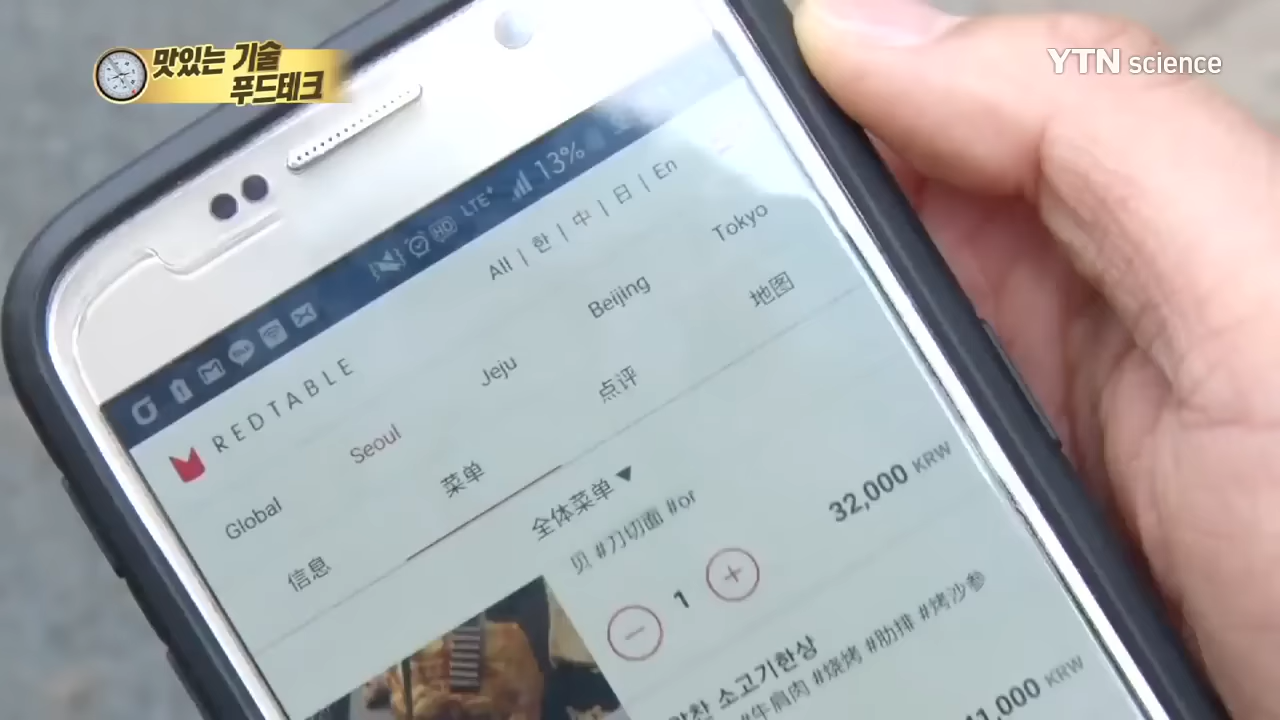 맛있는 기술
푸드테크
YTN science
HD LTE 13%
All | 한 | 中 | 日 | En
REDTABLE
Global Seoul Jeju Beijing Tokyo
信息 菜单 点评 地图
全体菜单 ▼
贝 #刀切面 #or
32,000 KRW
1
소고기한상
#牛肩肉 #烧烤 #肋排 #烤沙参
KRW